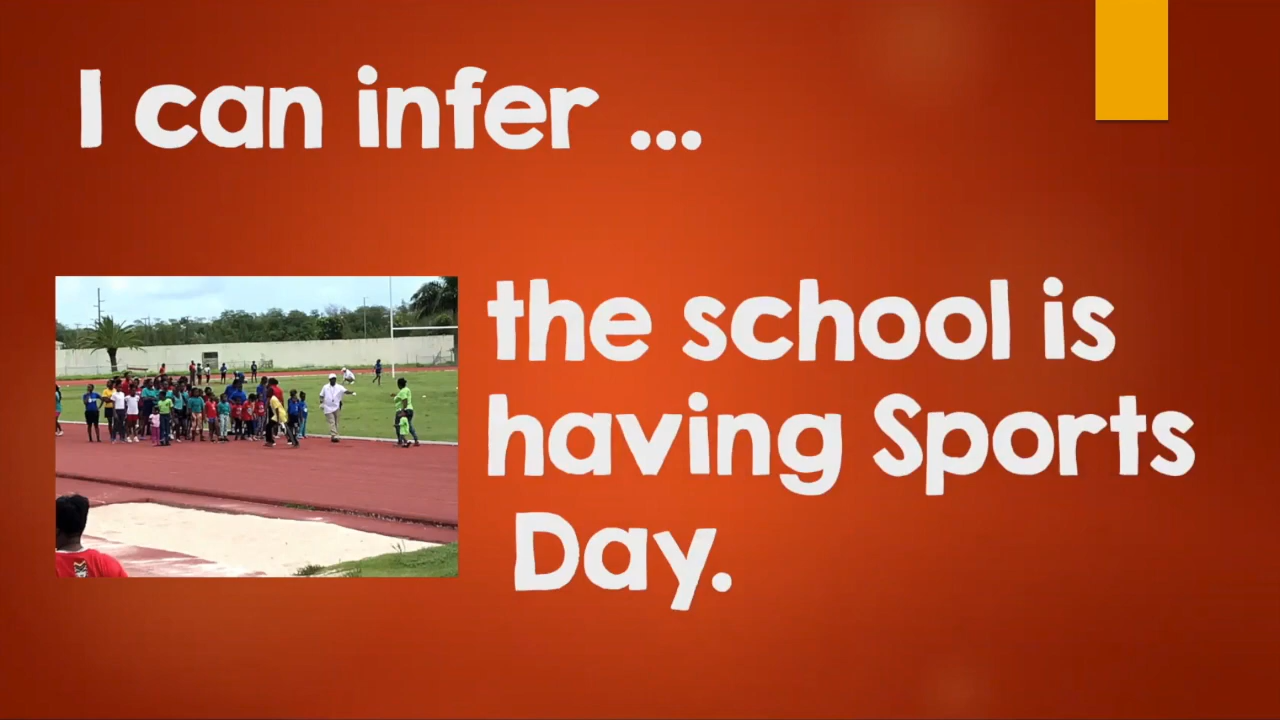 I can infer ...
the school is
having Sports
Day.